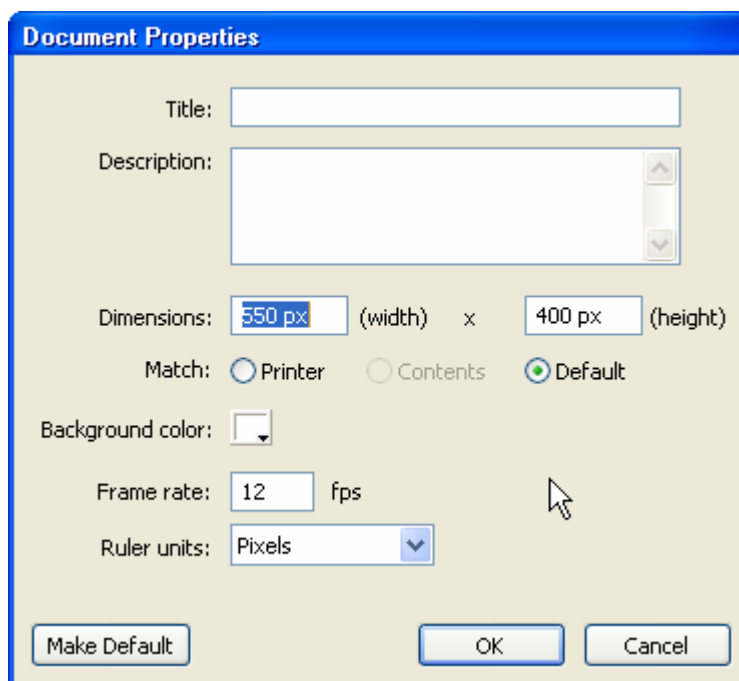 Document Properties
Title:
Description:
Dimensions: 550 px (width) x 400 px (height)
Match: Printer Contents Default
Background color:
Frame rate: 12 fps
Ruler units: Pixels
Make Default OK Cancel